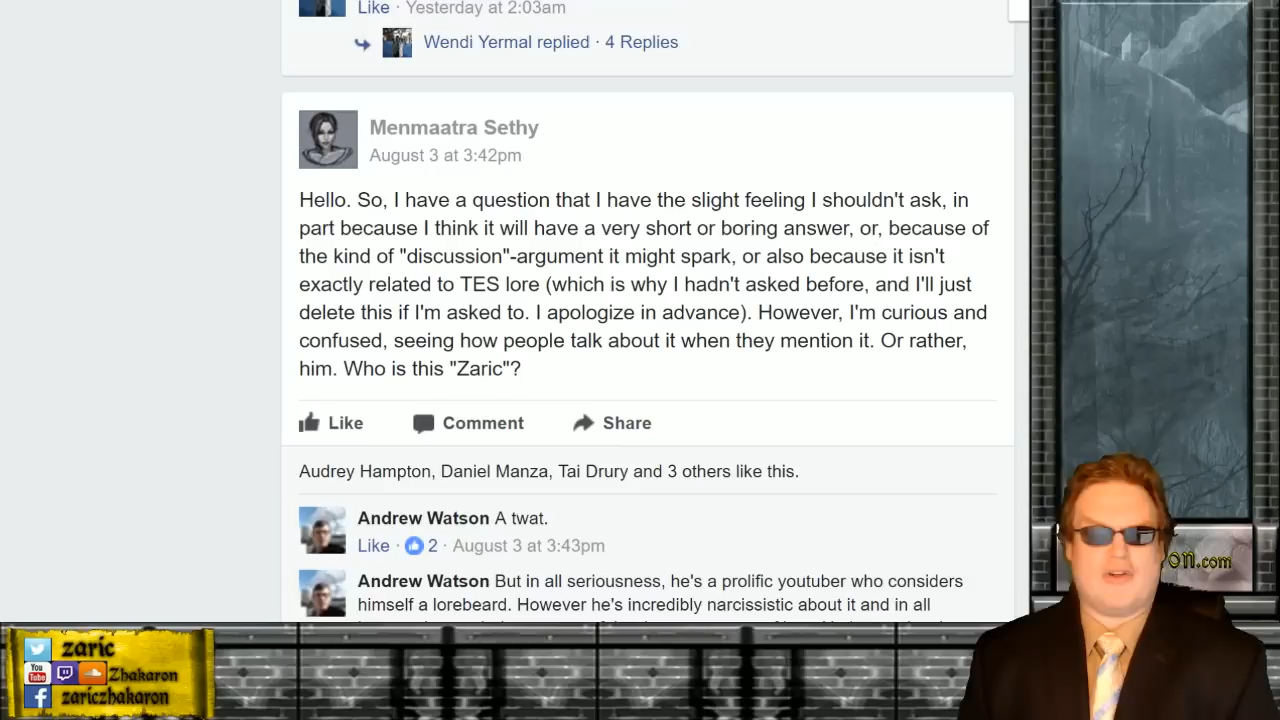 Like · Yesterday at 2:03am
Wendi Yermal replied · 4 Replies
Menmaatra Sethy
August 3 at 3:42pm
Hello. So, I have a question that I have the slight feeling I shouldn't ask, in
part because I think it will have a very short or boring answer, or, because of
the kind of "discussion"-argument it might spark, or also because it isn't
exactly related to TES lore (which is why I hadn't asked before, and I'll just
delete this if I'm asked to. I apologize in advance). However, I'm curious and
confused, seeing how people talk about it when they mention it. Or rather,
him. Who is this "Zaric"?
Like Comment Share
Audrey Hampton, Daniel Manza, Tai Drury and 3 others like this.
Andrew Watson A twat.
Like · 2 · August 3 at 3:43pm
Andrew Watson But in all seriousness, he's a prolific youtuber who considers
himself a lorebeard. However he's incredibly narcissistic about it and in all
on.com
zaric
You Tube Zhakaron
zariczhakaron